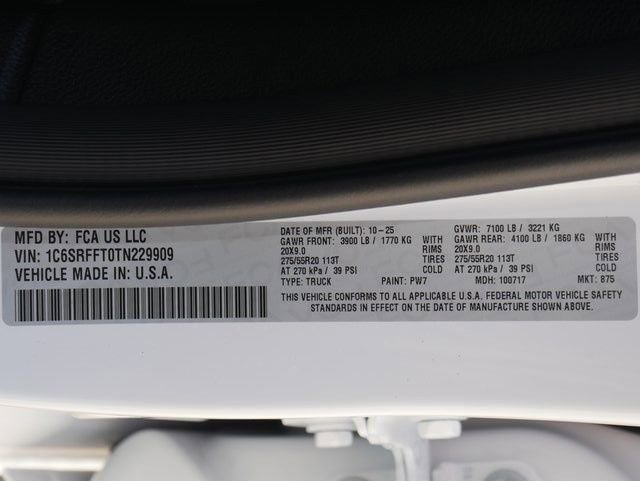 MFD BY: FCA US LLC
VIN: 1C6SRFFT0TN229909
VEHICLE MADE IN: U.S.A.
DATE OF MFR (BUILT): 10-25 GVWR: 7100 LB / 3221 KG
GAWR FRONT: 3900 LB / 1770 KG WITH GAWR REAR: 4100 LB / 1860 KG WITH
20X9.0 RIMS 20X9.0 RIMS
275/55R20 113T TIRES 275/55R20 113T TIRES
AT 270 kPa / 39 PSI COLD AT 270 kPa / 39 PSI COLD
TYPE: TRUCK PAINT: PW7 MDH: 100717 MKT: 875
THIS VEHICLE CONFORMS TO ALL APPLICABLE U.S.A. FEDERAL MOTOR VEHICLE SAFETY
STANDARDS IN EFFECT ON THE DATE OF MANUFACTURE SHOWN ABOVE.